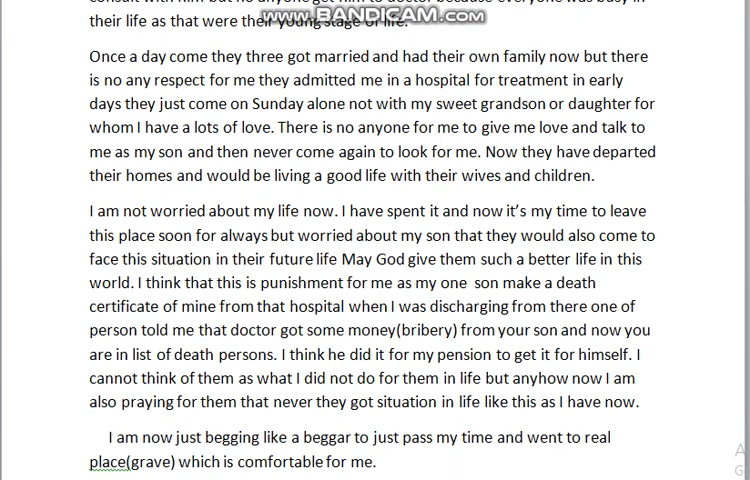 consult with him but no anyone get him to doctor because everyone was busy in
www.BANDICAM.com
their life as that were their young stage of life.
Once a day come they three got married and had their own family now but there
is no any respect for me they admitted me in a hospital for treatment in early
days they just come on Sunday alone not with my sweet grandson or daughter for
whom I have a lots of love. There is no anyone for me to give me love and talk to
me as my son and then never come again to look for me. Now they have departed
their homes and would be living a good life with their wives and children.
I am not worried about my life now. I have spent it and now it's my time to leave
this place soon for always but worried about my son that they would also come to
face this situation in their future life May God give them such a better life in this
world. I think that this is punishment for me as my one son make a death
certificate of mine from that hospital when I was discharging from there one of
person told me that doctor got some money(bribery) from your son and now you
are in list of death persons. I think he did it for my pension to get it for himself. I
cannot think of them as what I did not do for them in life but anyhow now I am
also praying for them that never they got situation in life like this as I have now.
I am now just begging like a beggar to just pass my time and went to real
place(grave) which is comfortable for me.
A
G